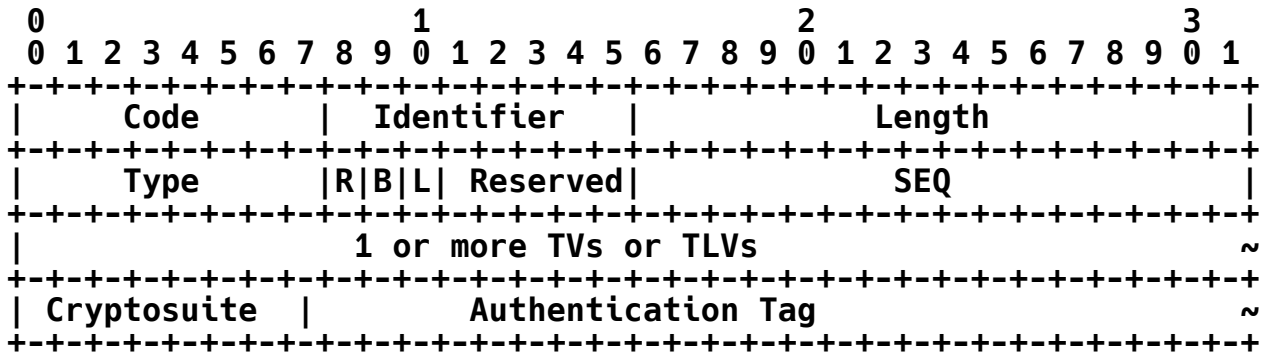 0                   1                   2                   3
 0 1 2 3 4 5 6 7 8 9 0 1 2 3 4 5 6 7 8 9 0 1 2 3 4 5 6 7 8 9 0 1
+-+-+-+-+-+-+-+-+-+-+-+-+-+-+-+-+-+-+-+-+-+-+-+-+-+-+-+-+-+-+-+-+
|     Code      |  Identifier   |            Length             |
+-+-+-+-+-+-+-+-+-+-+-+-+-+-+-+-+-+-+-+-+-+-+-+-+-+-+-+-+-+-+-+-+
|     Type      |R|B|L| Reserved|             SEQ               |
+-+-+-+-+-+-+-+-+-+-+-+-+-+-+-+-+-+-+-+-+-+-+-+-+-+-+-+-+-+-+-+-+
|                 1 or more TVs or TLVs                         ~
+-+-+-+-+-+-+-+-+-+-+-+-+-+-+-+-+-+-+-+-+-+-+-+-+-+-+-+-+-+-+-+-+
| Cryptosuite  |        Authentication Tag                      ~
+-+-+-+-+-+-+-+-+-+-+-+-+-+-+-+-+-+-+-+-+-+-+-+-+-+-+-+-+-+-+-+-+